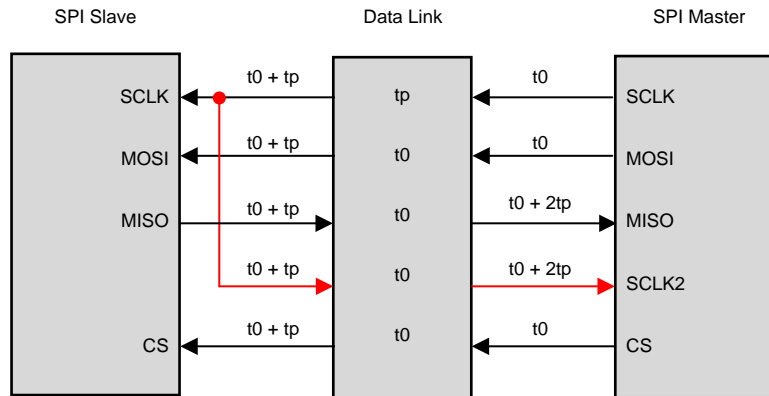 SPI Slave Data Link SPI Master
SCLK t0 + tp tp t0 SCLK
MOSI t0 + tp t0 t0 MOSI
MISO t0 + tp t0 t0 + 2tp MISO
t0 + tp t0 t0 + 2tp SCLK2
CS t0 + tp t0 t0 CS